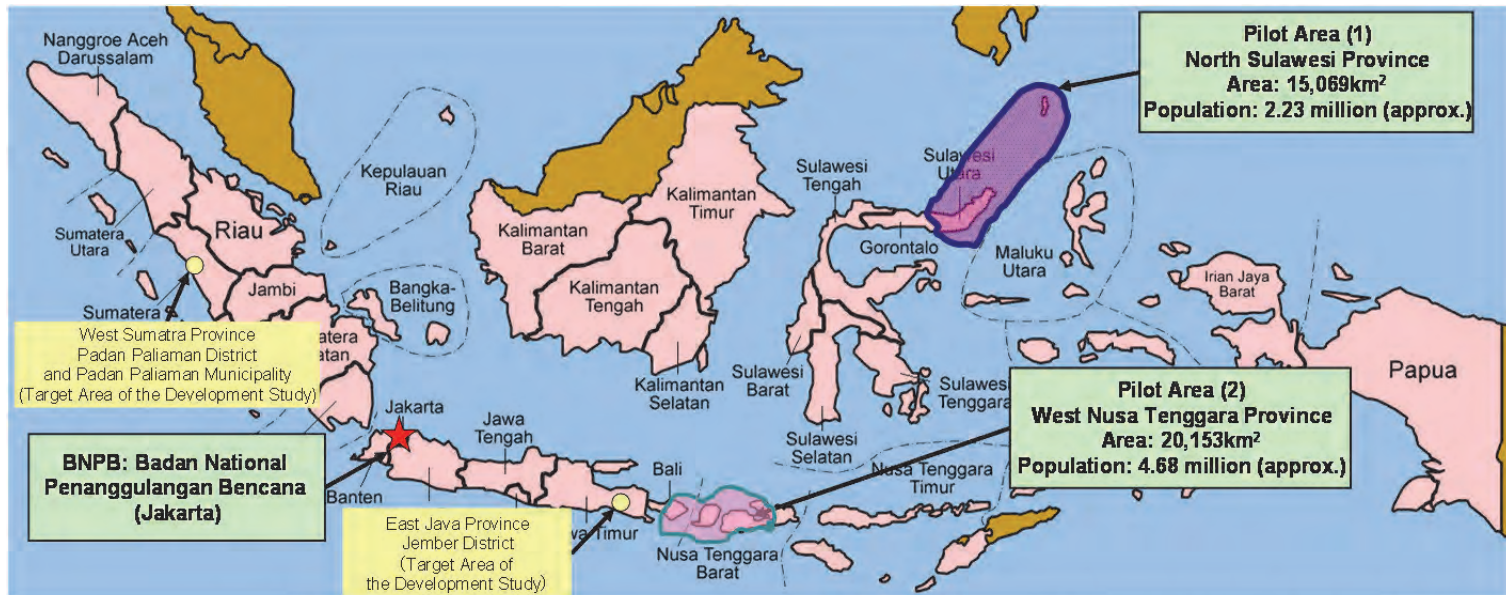 Nanggroe Aceh
Darussalam
Sumatera
Utara
Riau
Kepulauan
Riau
Sumatera
Jambi
Bangka-
Belitung
West Sumatra Province
Padan Paliaman District
and Padan Paliaman Municipality
(Target Area of the Development Study)
BNPB: Badan National
Penanggulangan Bencana
(Jakarta)
Jakarta
Banten
Jawa
Tengah
East Java Province
Jember District
(Target Area of
the Development Study)
Timur
Bali
Nusa Tenggara
Barat
Kalimantan
Barat
Kalimantan
Tengah
Kalimantan
Timur
Kalimantan
Selatan
Sulawesi
Tengah
Sulawesi
Utara
Gorontalo
Sulawesi
Barat
Sulawesi
Selatan
Sulawesi
Tenggara
Maluku
Utara
Nusa Tenggara
Timur
Irian Jaya
Barat
Papua
Pilot Area (1)
North Sulawesi Province
Area: 15,069km²
Population: 2.23 million (approx.)
Pilot Area (2)
West Nusa Tenggara Province
Area: 20,153km²
Population: 4.68 million (approx.)